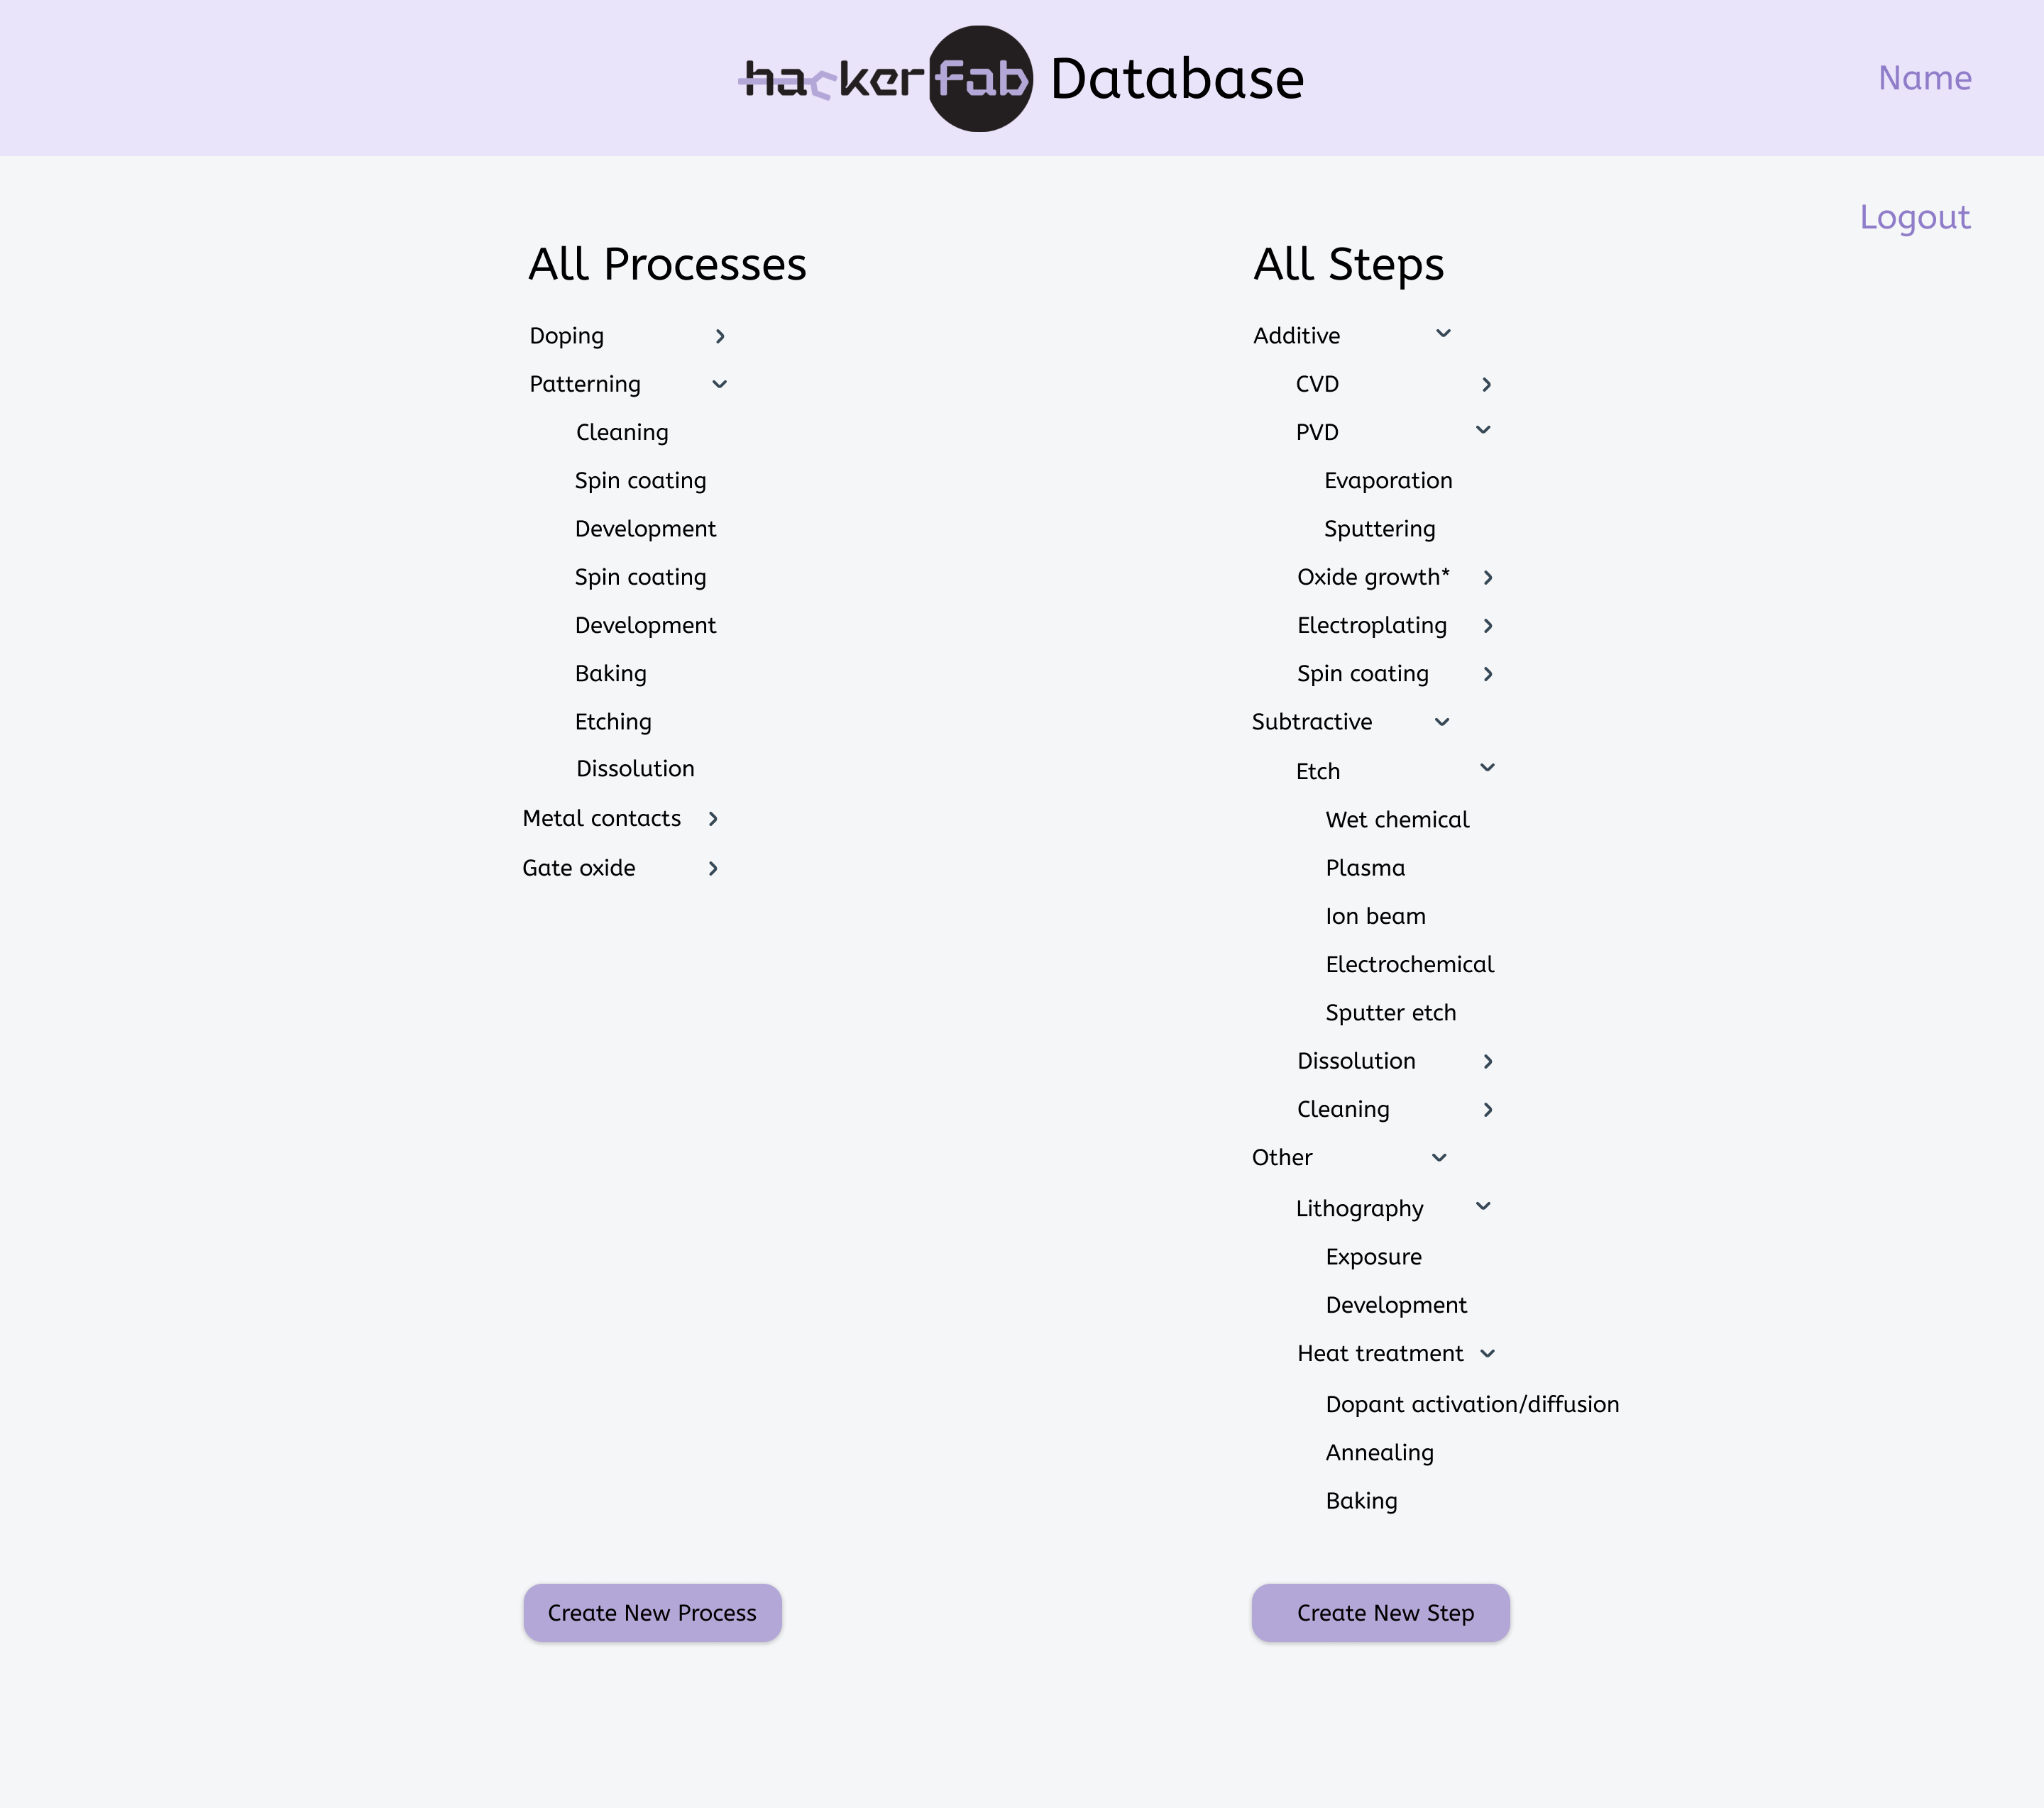 hackerfab Database
Name
Logout
All Processes
Doping
Patterning
Cleaning
Spin coating
Development
Spin coating
Development
Baking
Etching
Dissolution
Metal contacts
Gate oxide
Create New Process
All Steps
Additive
CVD
PVD
Evaporation
Sputtering
Oxide growth*
Electroplating
Spin coating
Subtractive
Etch
Wet chemical
Plasma
Ion beam
Electrochemical
Sputter etch
Dissolution
Cleaning
Other
Lithography
Exposure
Development
Heat treatment
Dopant activation/diffusion
Annealing
Baking
Create New Step